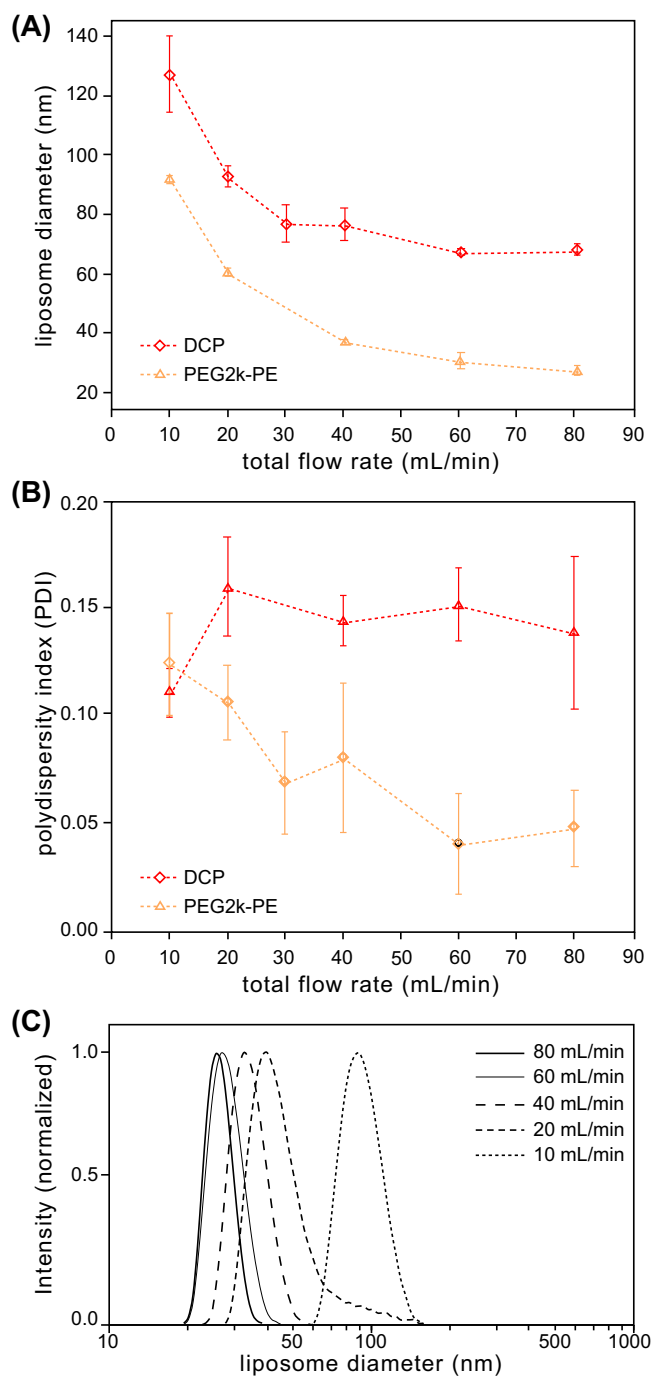 (A)
liposome diameter (nm)
140
120
100
80
60
40
20
DCP
PEG2k-PE
0 10 20 30 40 50 60 70 80 90
total flow rate (mL/min)
(B)
polydispersity index (PDI)
0.20
0.15
0.10
0.05
0.00
DCP
PEG2k-PE
0 10 20 30 40 50 60 70 80 90
total flow rate (mL/min)
(C)
Intensity (normalized)
1.0
0.5
0.0
80 mL/min
60 mL/min
40 mL/min
20 mL/min
10 mL/min
10 50 100 500 1000
liposome diameter (nm)